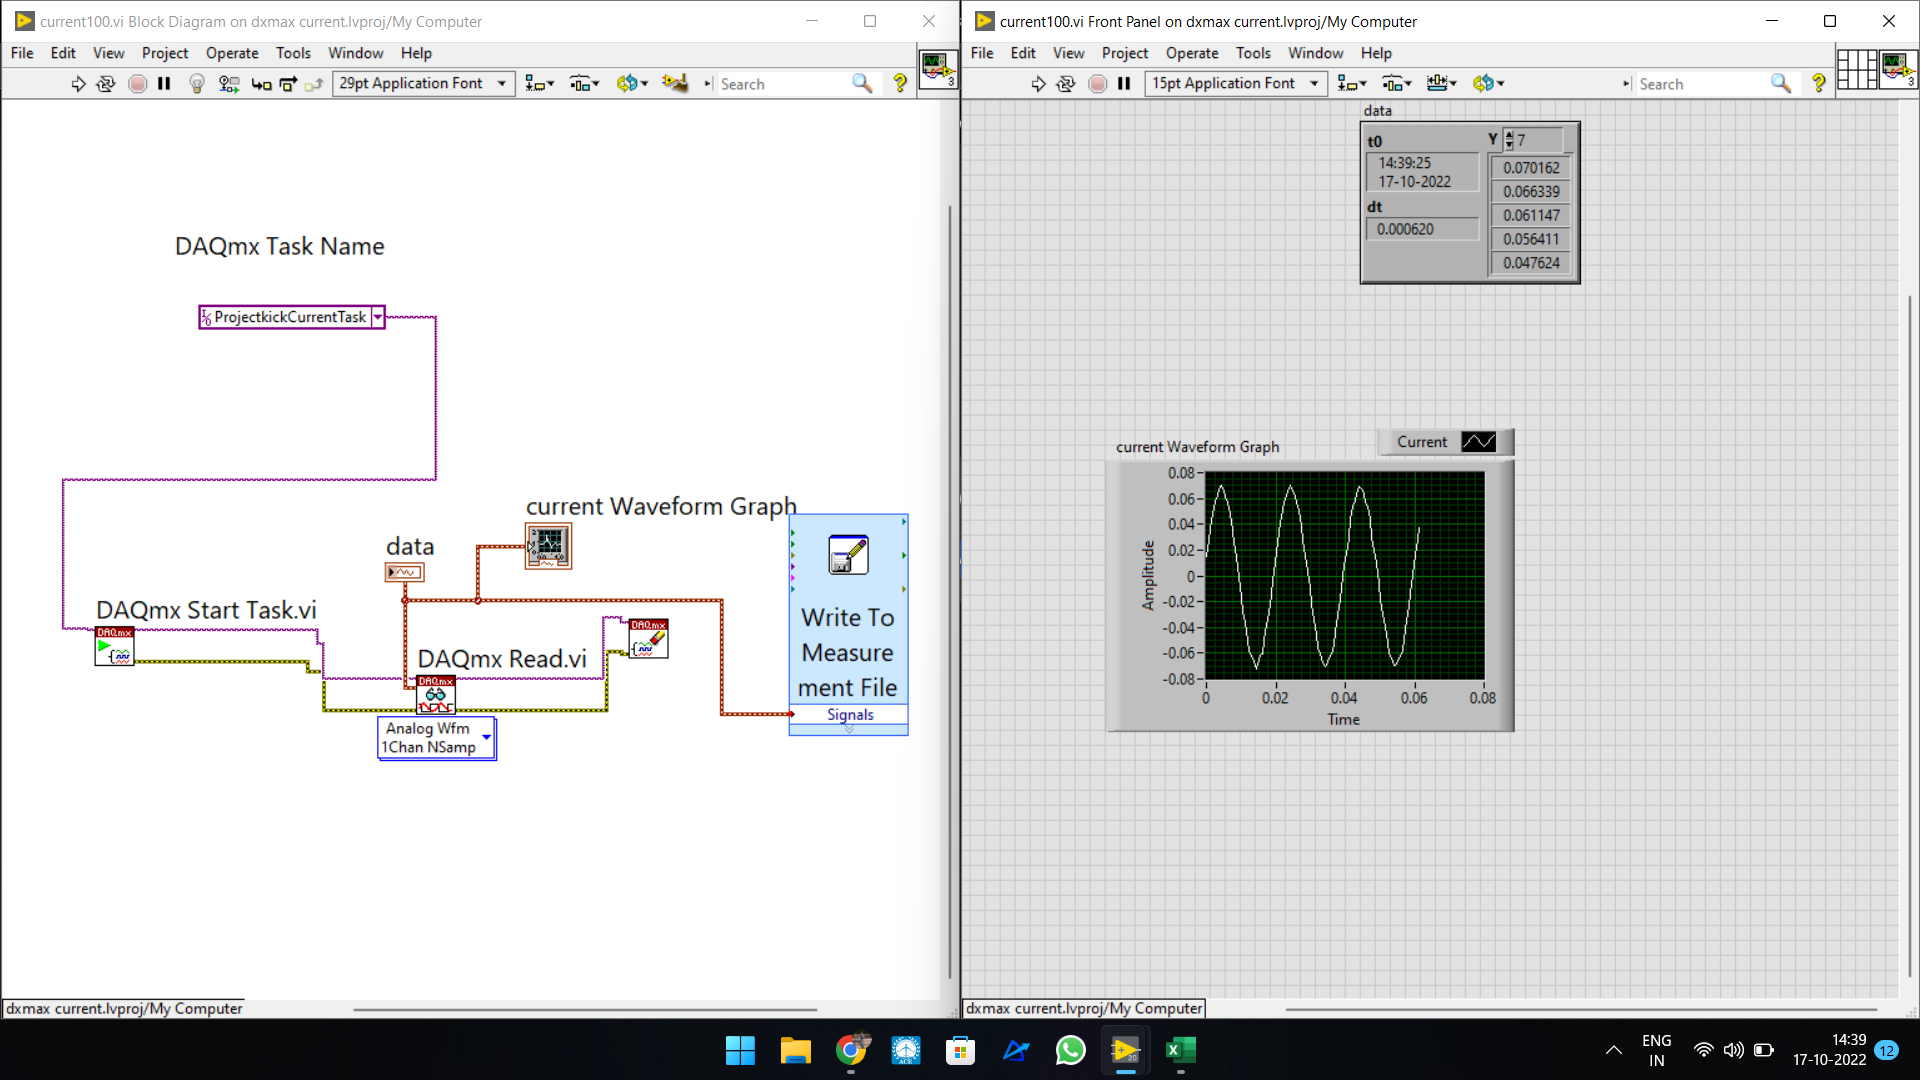 current100.vi Block Diagram on dxmax current.lvproj/My Computer
File Edit View Project Operate Tools Window Help
29pt Application Font
Search
3
DAQmx Task Name
ProjectkickCurrentTask
current Waveform Graph
data
DAQmx Start Task.vi
DAQmx
DAQmx
DAQmx Read.vi
DAQmx
Analog Wfm
1Chan NSamp
Write To
Measure
ment File
Signals
dxmax current.lvproj/My Computer
current100.vi Front Panel on dxmax current.lvproj/My Computer
File Edit View Project Operate Tools Window Help
15pt Application Font
Search
3
data
t0
14:39:25
17-10-2022
dt
0.000620
Y 7
0.070162
0.066339
0.061147
0.056411
0.047624
current Waveform Graph
Current
Amplitude
0.08
0.06
0.04
0.02
0
-0.02
-0.04
-0.06
-0.08
0 0.02 0.04 0.06 0.08
Time
dxmax current.lvproj/My Computer
ACE
20
X
ENG
IN
14:39
17-10-2022
12